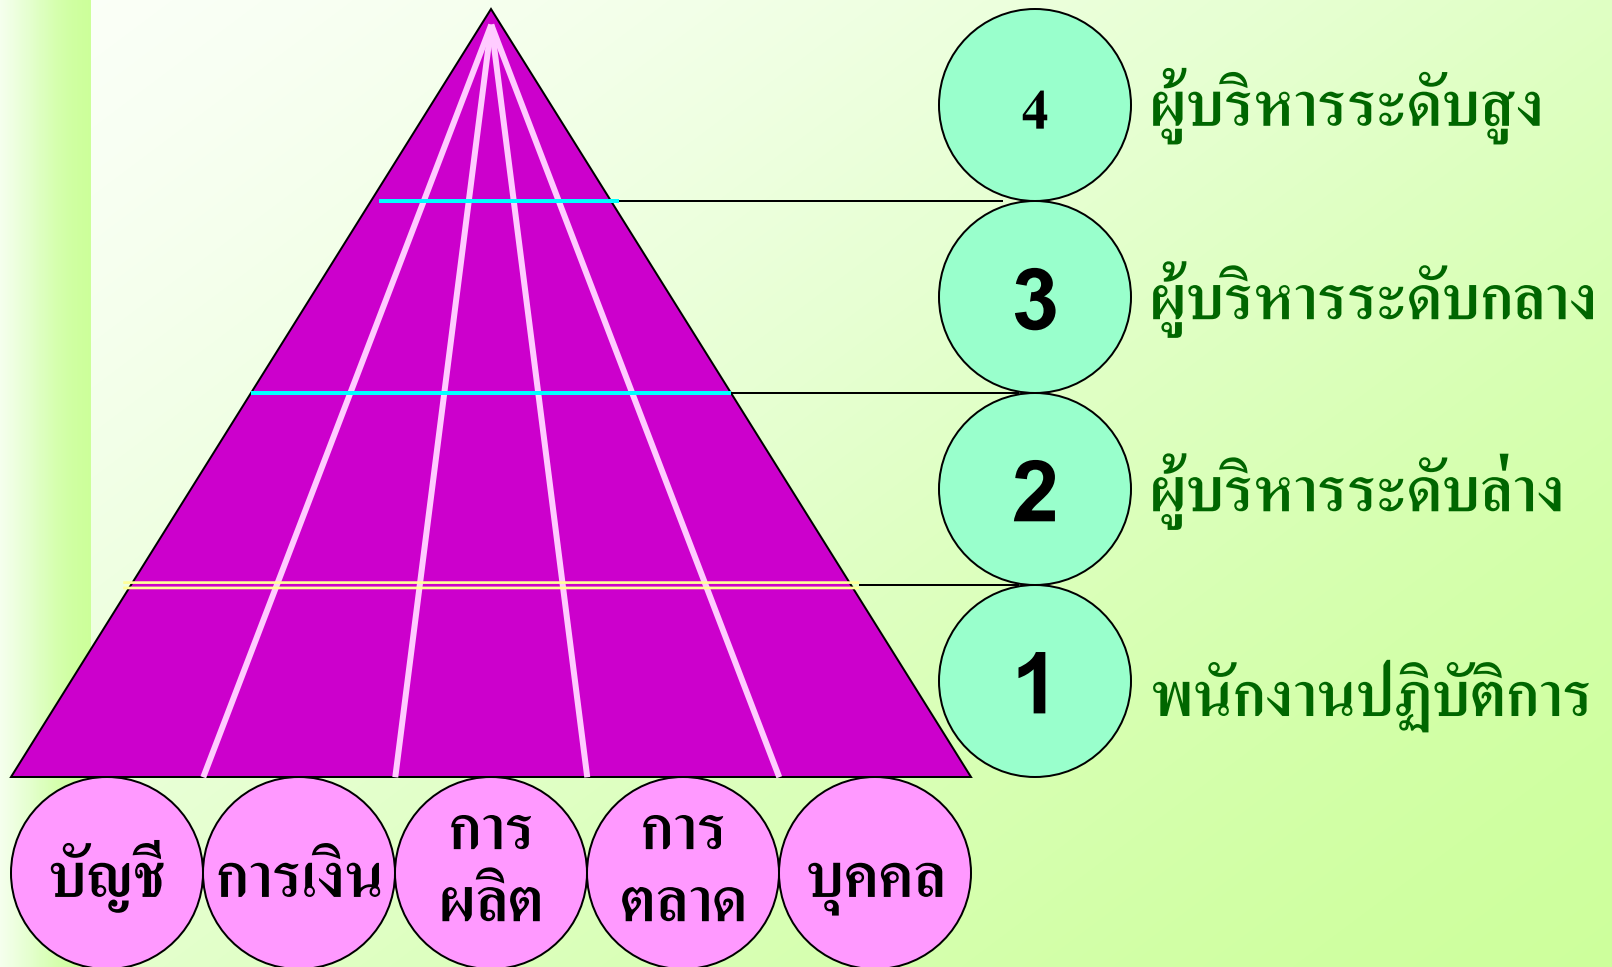 4 ผู้บริหารระดับสูง
3 ผู้บริหารระดับกลาง
2 ผู้บริหารระดับล่าง
1 พนักงานปฏิบัติการ
บัญชี
การเงิน
การ
ผลิต
การ
ตลาด
บุคคล